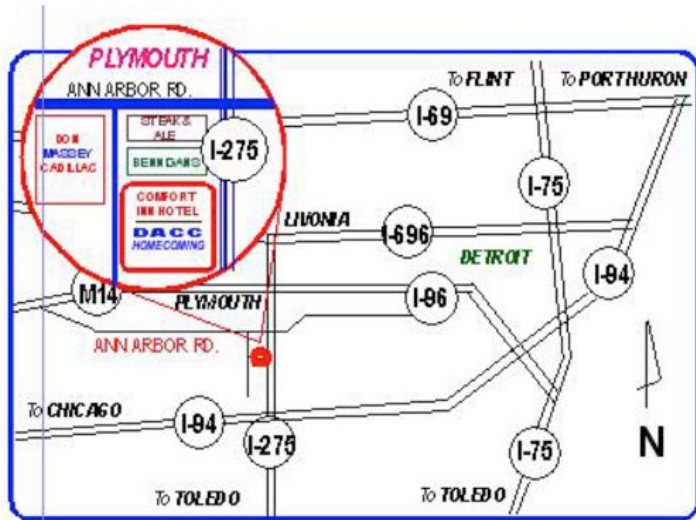 PLYMOUTH
ANN ARBOR RD.
DON
MASSEY
CADILLAC
STEAK &
ALE
BENNIGANS
I-275
COMFORT
INN HOTEL
DACC
HOMECOMING
To FLINT
To PORTHURON
I-69
I-75
LIVONIA
I-696
DETROIT
I-94
M14
PLYMOUTH
I-96
ANN ARBOR RD.
To CHICAGO
I-94
I-275
I-75
N
To TOLEDO
To TOLEDO